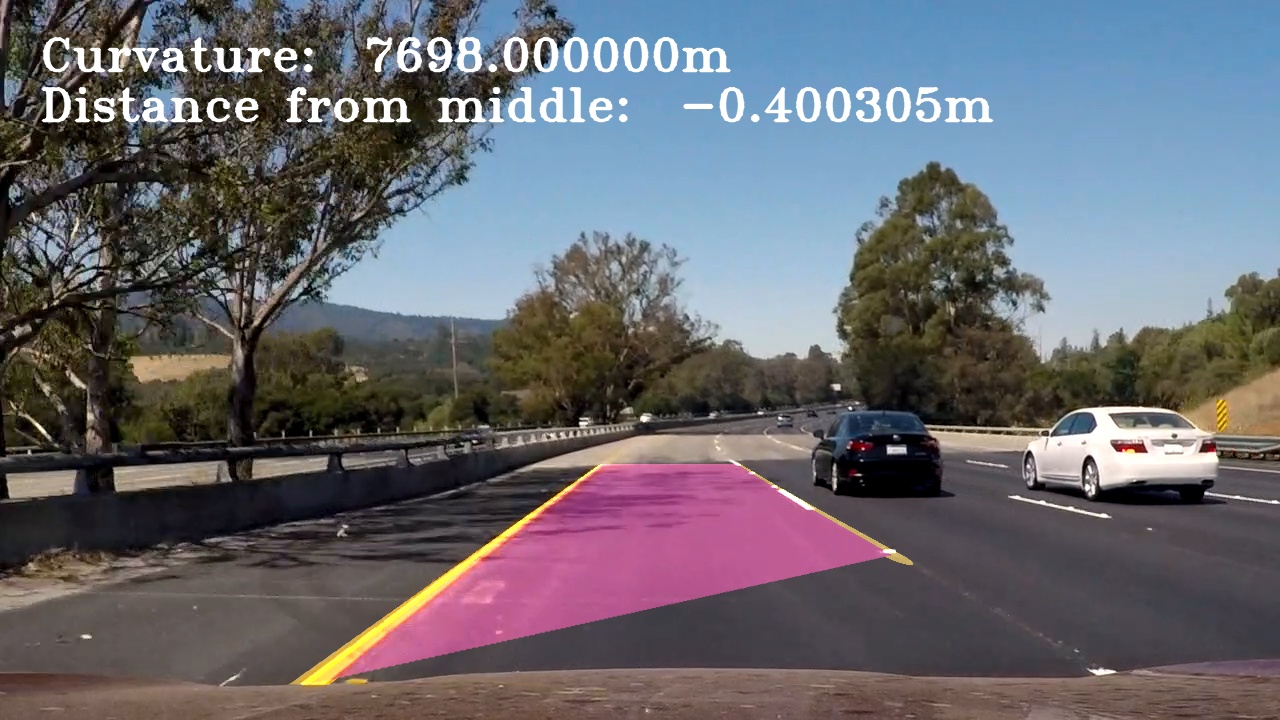 Curvature: 7698.000000m
Distance from middle: −0.400305m